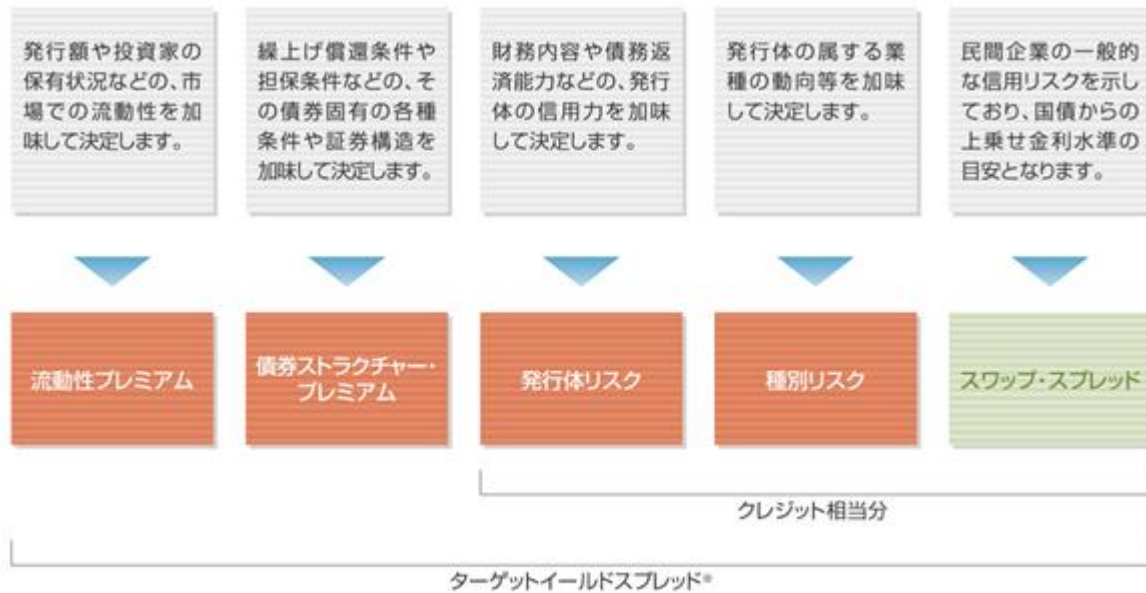 発行額や投資家の
保有状況などの、市
場での流動性を加
味して決定します。
繰上げ償還条件や
担保条件などの、そ
の債券固有の各種
条件や証券構造を
加味して決定します。
財務内容や債務返
済能力などの、発行
体の信用力を加味
して決定します。
発行体の属する業
種の動向等を加味
して決定します。
民間企業の一般的
な信用リスクを示し
ており、国債からの
上乗せ金利水準の
目安となります。
流動性プレミアム
債券ストラクチャー・
プレミアム
発行体リスク
種別リスク
スワップ・スプレッド
クレジット相当分
ターゲットイールドスプレッド®